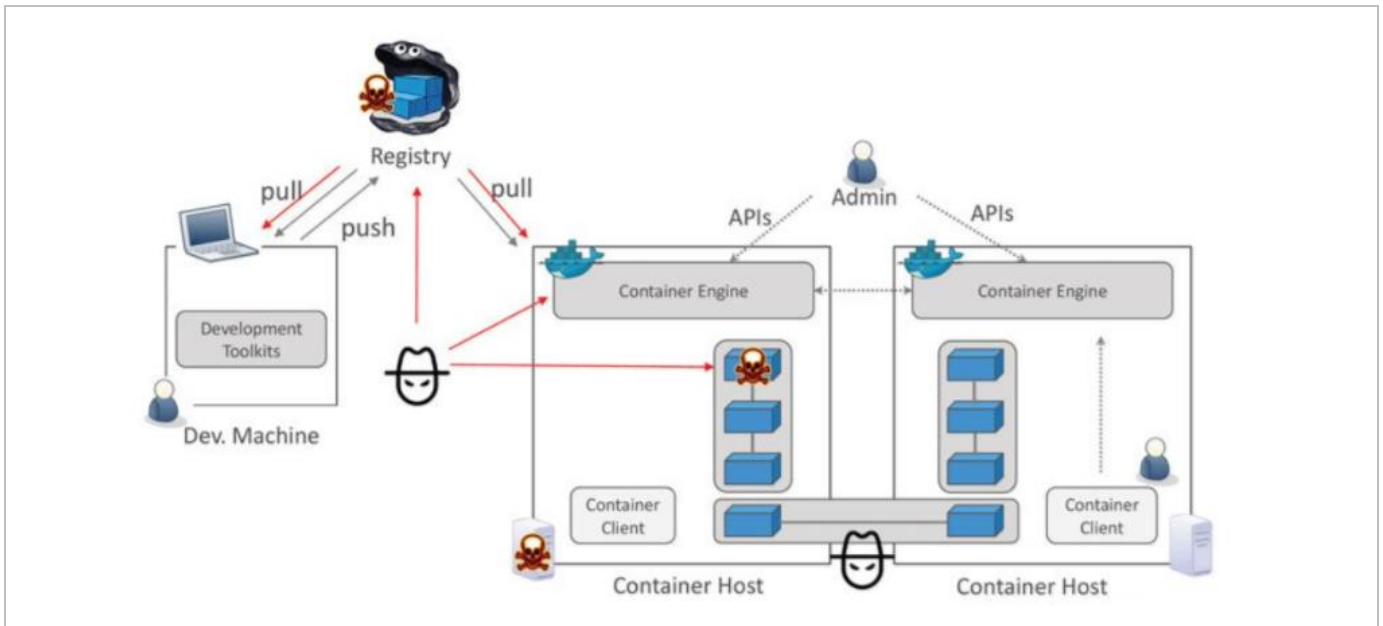 Registry
pull
pull
push
Admin
APIs
APIs
Container Engine
Container Engine
Development
Toolkits
Dev. Machine
Container
Client
Container
Client
Container Host
Container Host